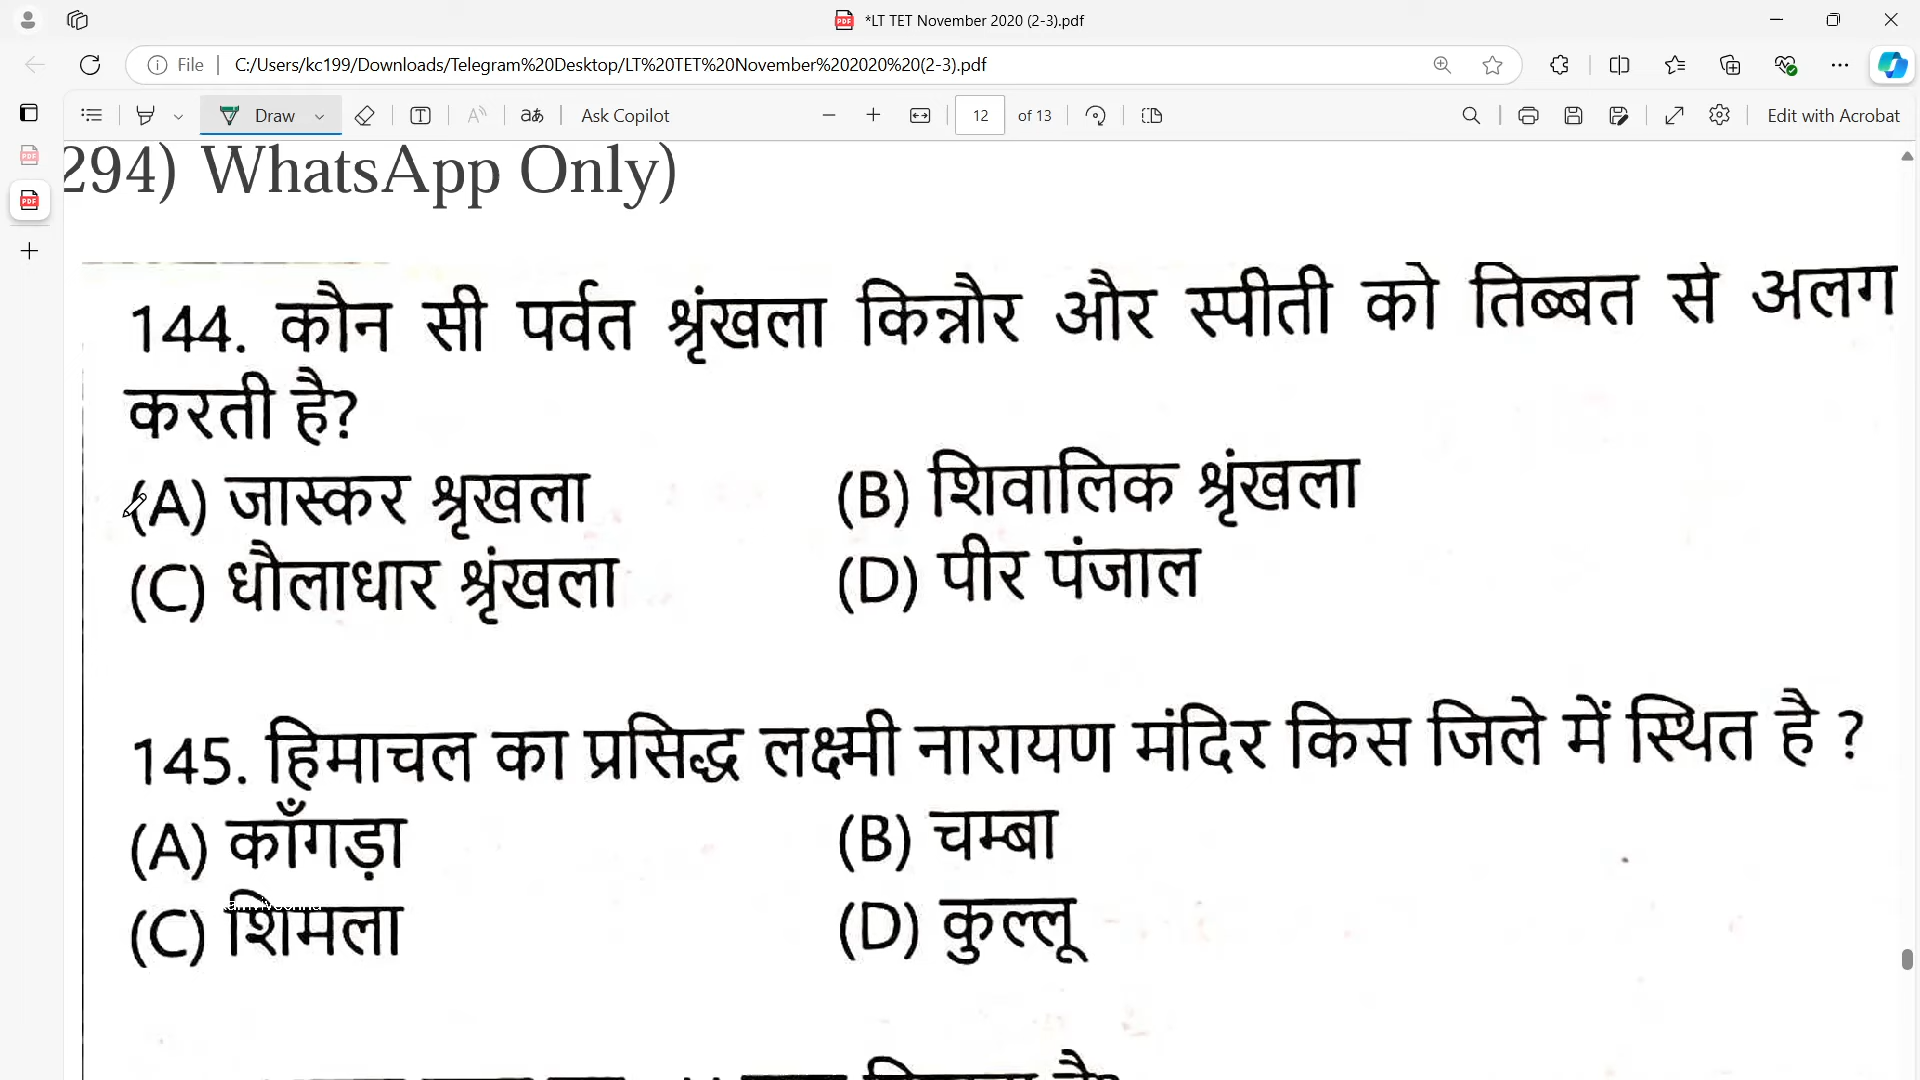 *LT TET November 2020 (2-3).pdf
File C:/Users/kc199/Downloads/Telegram%20Desktop/LT%20TET%20November%202020%20(2-3).pdf
Draw aあ Ask Copilot 12 of 13 Edit with Acrobat
294) WhatsApp Only)
144. कौन सी पर्वत श्रृंखला किन्नौर और स्पीती को तिब्बत से अलग
करती है?
(A) जास्कर श्रृखला (B) शिवालिक श्रृंखला
(C) धौलाधार श्रृंखला (D) पीर पंजाल
145. हिमाचल का प्रसिद्ध लक्ष्मी नारायण मंदिर किस जिले में स्थित है ?
(A) काँगड़ा (B) चम्बा
(C) शिमला (D) कुल्लू